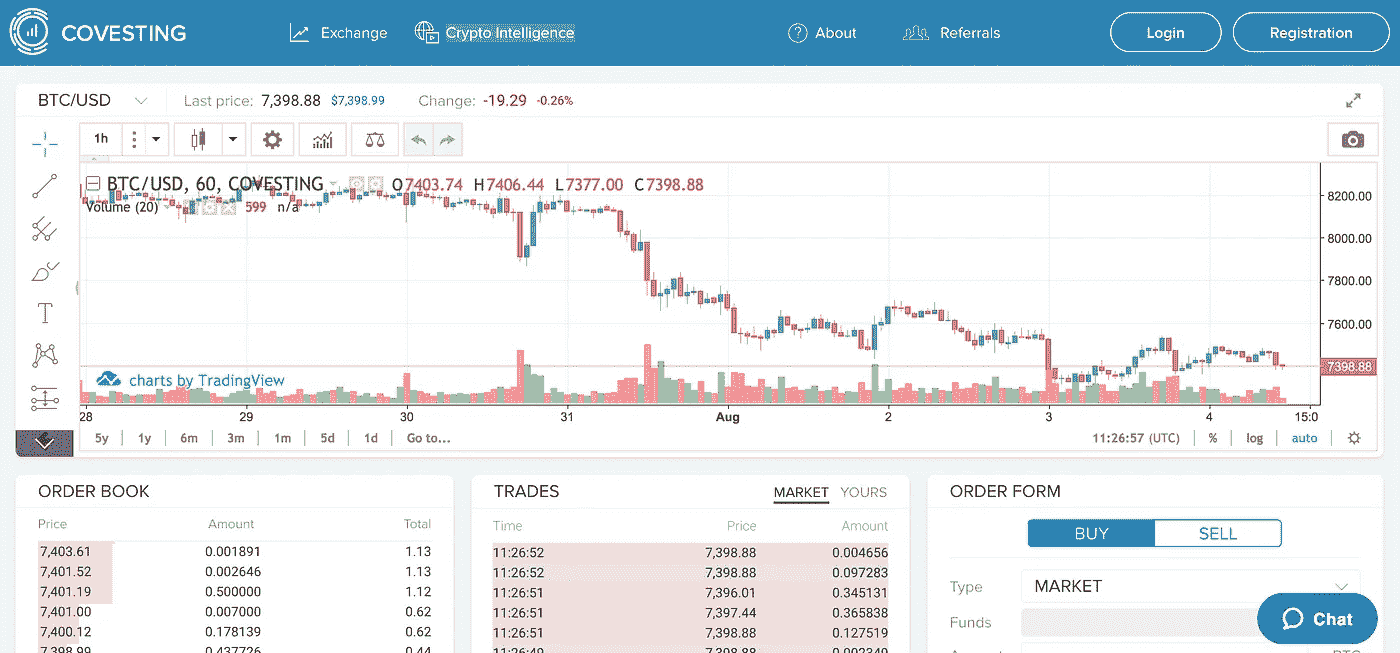 COVESTING Exchange Crypto Intelligence About Referrals Login Registration
BTC/USD Last price: 7,398.88 $7,398.99 Change: -19.29 -0.26%
1h
BTC/USD, 60, COVESTING O7403.74 H7406.44 L7377.00 C7398.88
Volume (20) 599 n/a
8200.00
8000.00
7800.00
7600.00
7398.88
charts by TradingView
28 29 30 31 Aug 2 3 4 15:0
5y 1y 6m 3m 1m 5d 1d Go to... 11:26:57 (UTC) % log auto
ORDER BOOK
Price Amount Total
7,403.61 0.001891 1.13
7,401.52 0.002646 1.13
7,401.19 0.500000 1.12
7,401.00 0.007000 0.62
7,400.12 0.178139 0.62
7,398.99 0.437726 0.44
TRADES MARKET YOURS
Time Price Amount
11:26:52 7,398.88 0.004656
11:26:52 7,398.88 0.097283
11:26:51 7,396.01 0.345131
11:26:51 7,397.44 0.365838
11:26:51 7,398.88 0.127519
11:26:49 7,398.88 0.002349
ORDER FORM
BUY SELL
Type MARKET
Funds
Chat